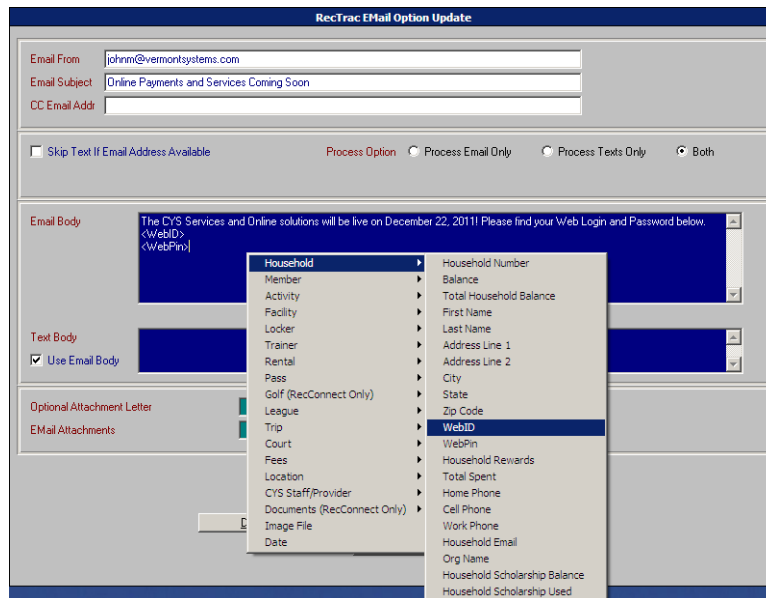 RecTrac EMail Option Update
Email From johnm@vermontsystems.com
Email Subject Online Payments and Services Coming Soon
CC Email Addr
Skip Text If Email Address Available Process Option Process Email Only Process Texts Only Both
Email Body The CYS Services and Online solutions will be live on December 22, 2011! Please find your Web Login and Password below.
<WebID>
<WebPin>
Text Body
Use Email Body
Optional Attachment Letter
EMail Attachments
D
Household
Member
Activity
Facility
Locker
Trainer
Rental
Pass
Golf (RecConnect Only)
League
Trip
Court
Fees
Location
CYS Staff/Provider
Documents (RecConnect Only)
Image File
Date
Household Number
Balance
Total Household Balance
First Name
Last Name
Address Line 1
Address Line 2
City
State
Zip Code
WebID
WebPin
Household Rewards
Total Spent
Home Phone
Cell Phone
Work Phone
Household Email
Org Name
Household Scholarship Balance
Household Scholarship Used